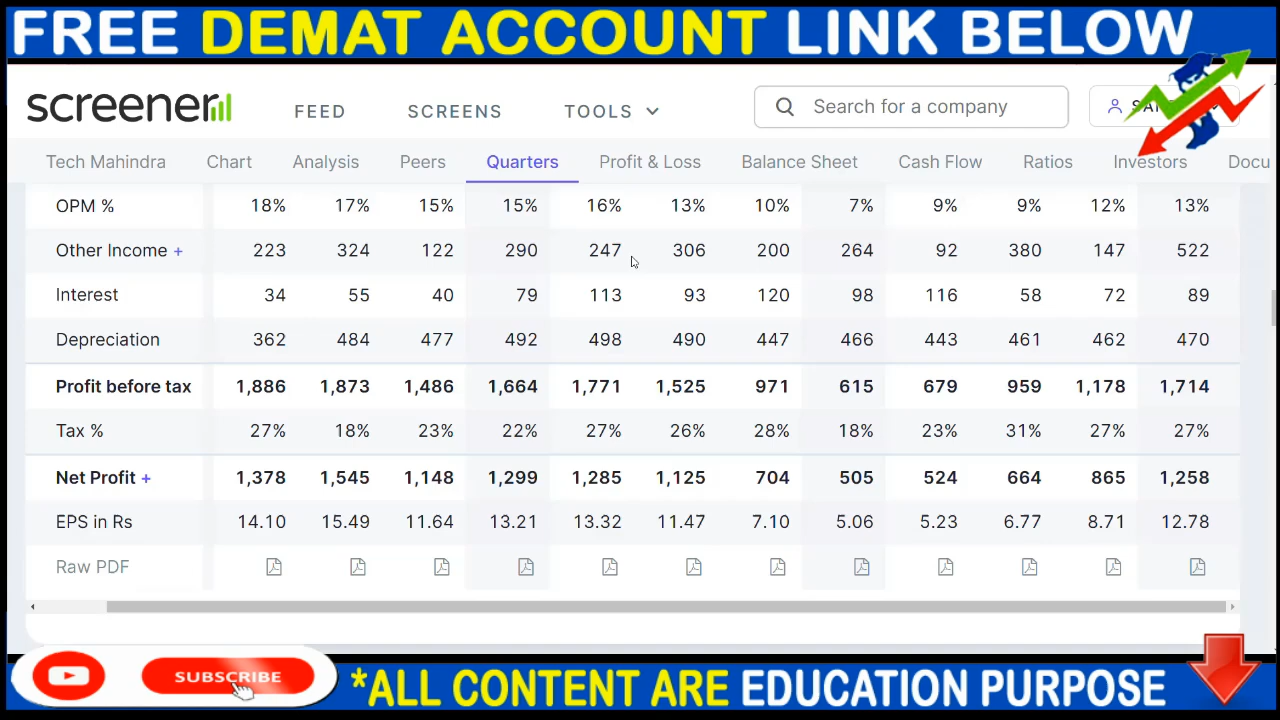 FREE DEMAT ACCOUNT LINK BELOW
screener FEED SCREENS TOOLS Search for a company
Tech Mahindra Chart Analysis Peers Quarters Profit & Loss Balance Sheet Cash Flow Ratios Investors Docu
OPM % 18% 17% 15% 15% 16% 13% 10% 7% 9% 9% 12% 13%
Other Income + 223 324 122 290 247 306 200 264 92 380 147 522
Interest 34 55 40 79 113 93 120 98 116 58 72 89
Depreciation 362 484 477 492 498 490 447 466 443 461 462 470
Profit before tax 1,886 1,873 1,486 1,664 1,771 1,525 971 615 679 959 1,178 1,714
Tax % 27% 18% 23% 22% 27% 26% 28% 18% 23% 31% 27% 27%
Net Profit + 1,378 1,545 1,148 1,299 1,285 1,125 704 505 524 664 865 1,258
EPS in Rs 14.10 15.49 11.64 13.21 13.32 11.47 7.10 5.06 5.23 6.77 8.71 12.78
Raw PDF
SUBSCRIBE
*ALL CONTENT ARE EDUCATION PURPOSE